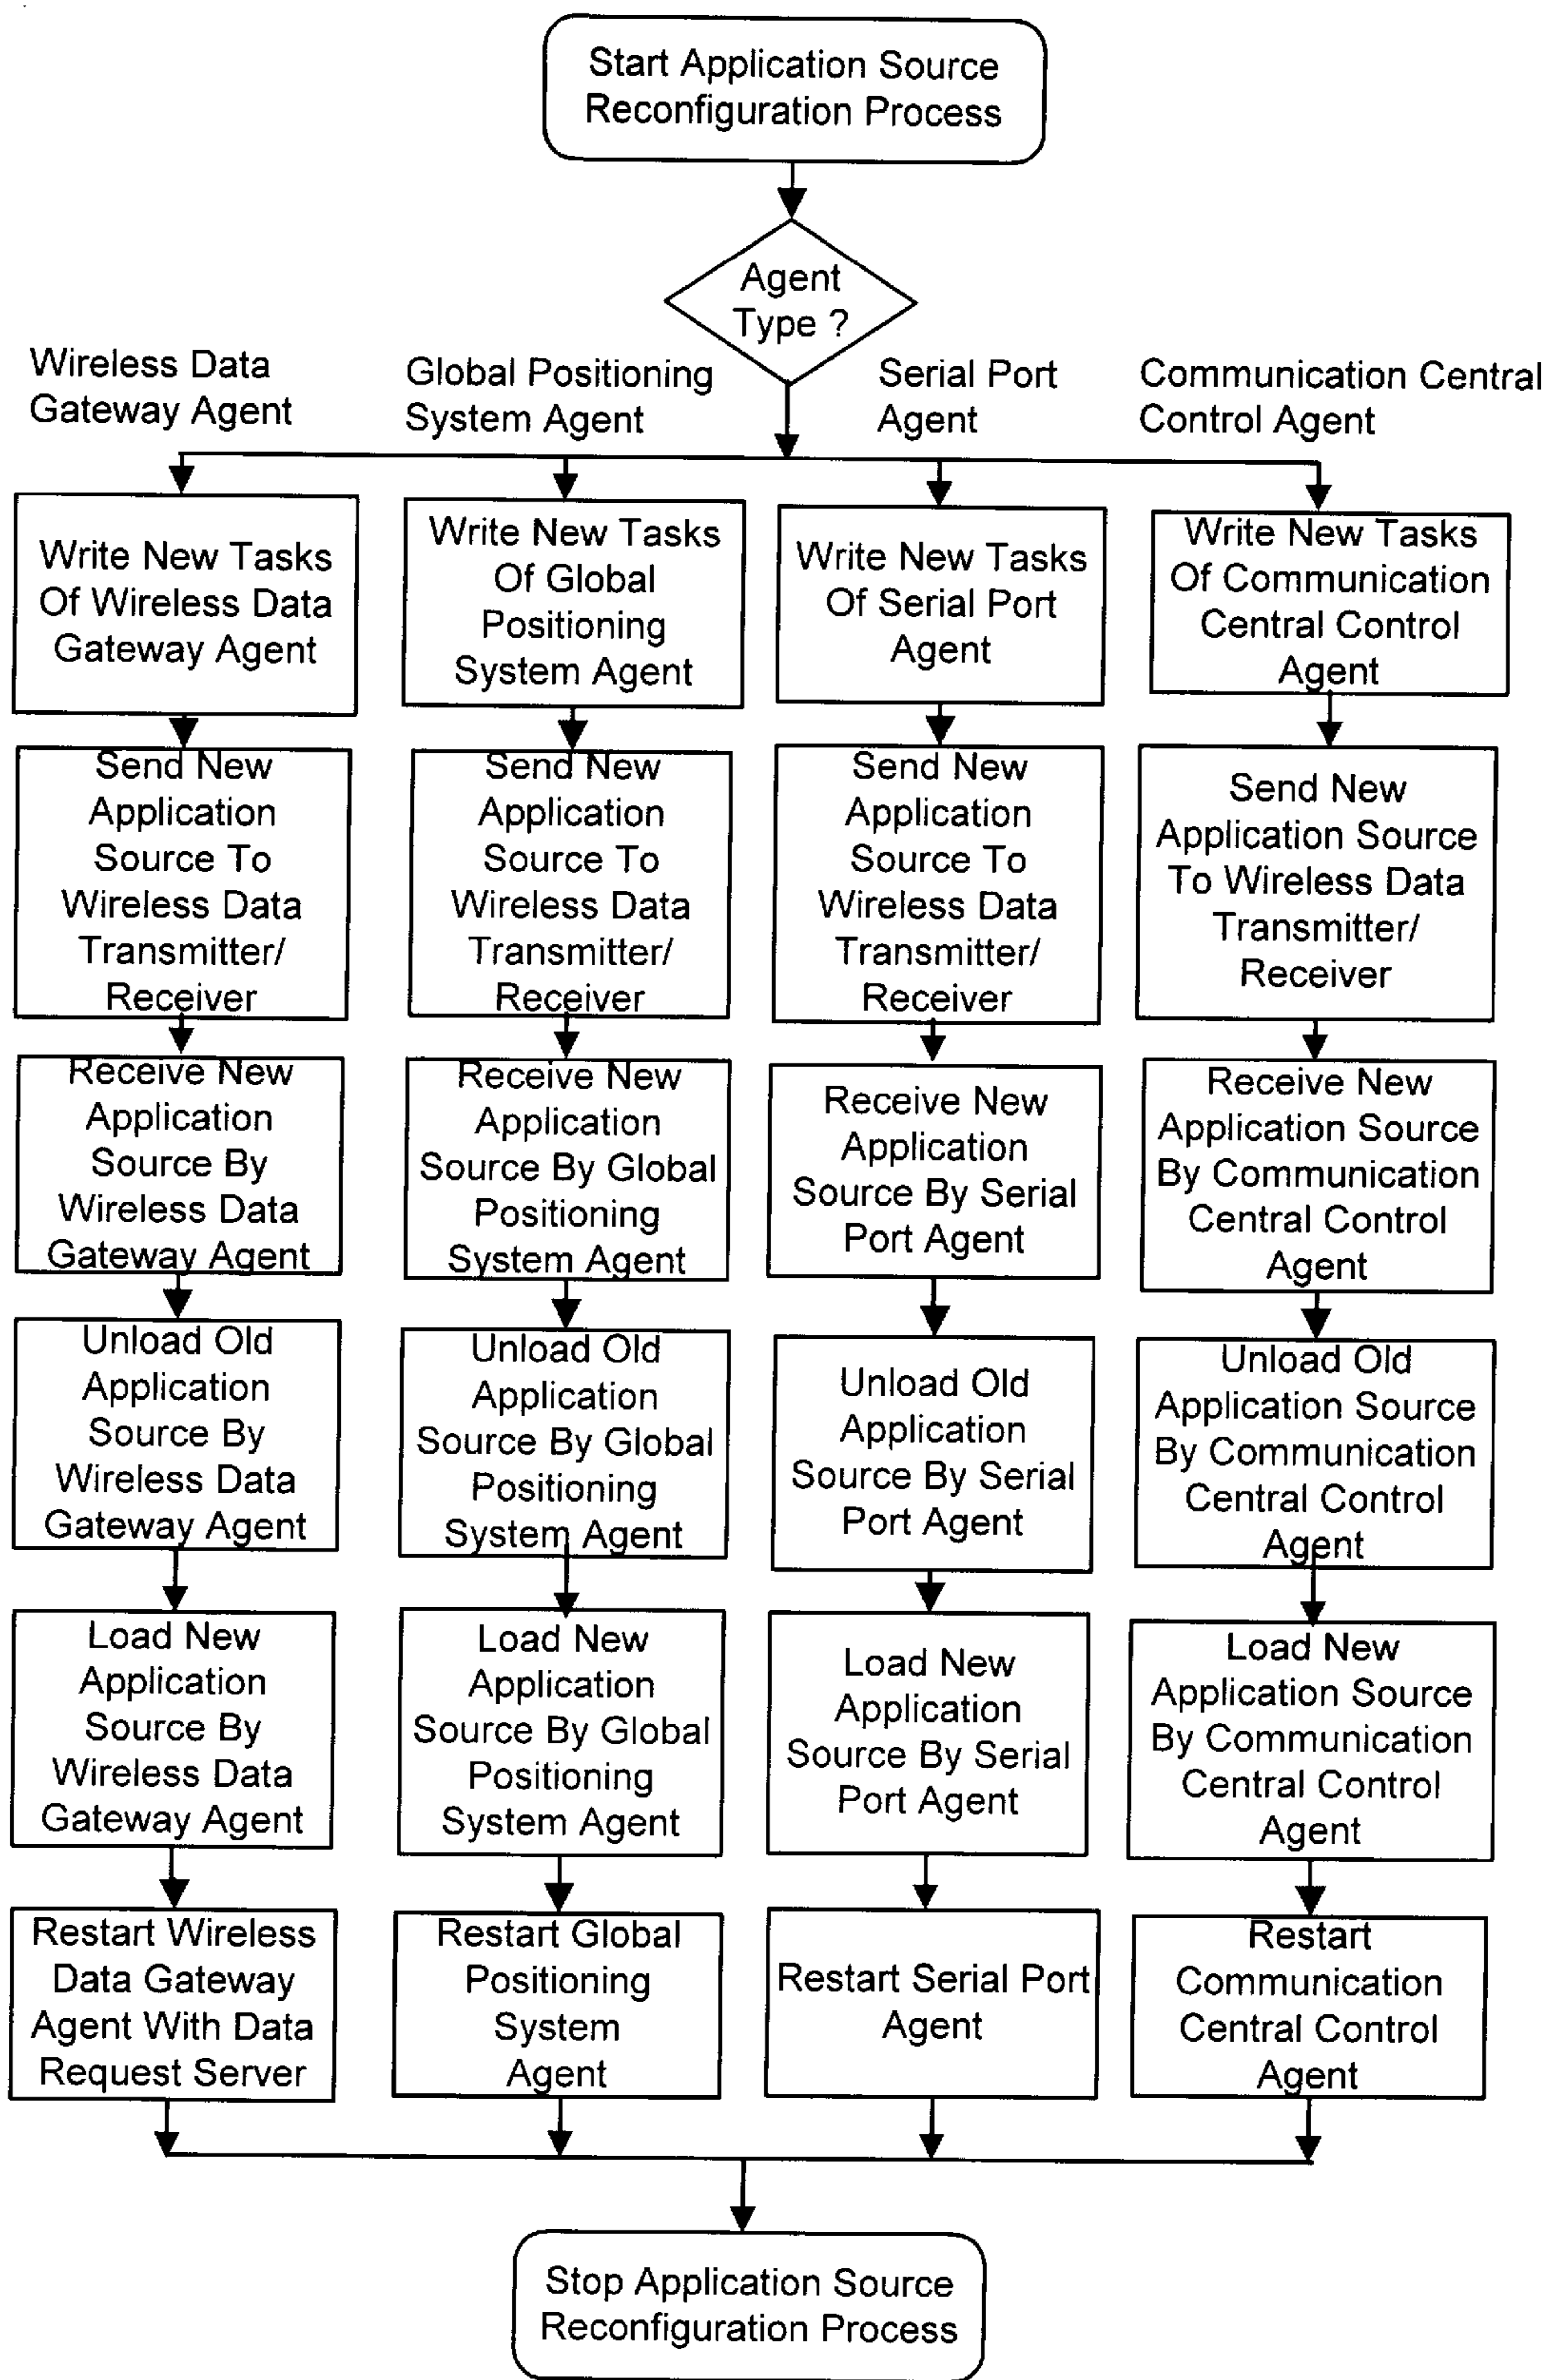 Start Application Source
Reconfiguration Process
Agent
Type ?
Wireless Data
Gateway Agent
Global Positioning
System Agent
Serial Port
Agent
Communication Central
Control Agent
Write New Tasks
Of Wireless Data
Gateway Agent
Send New
Application
Source To
Wireless Data
Transmitter/
Receiver
Receive New
Application
Source By
Wireless Data
Gateway Agent
Unload Old
Application
Source By
Wireless Data
Gateway Agent
Load New
Application
Source By
Wireless Data
Gateway Agent
Restart Wireless
Data Gateway
Agent With Data
Request Server
Write New Tasks
Of Global
Positioning
System Agent
Send New
Application
Source To
Wireless Data
Transmitter/
Receiver
Receive New
Application
Source By Global
Positioning
System Agent
Unload Old
Application
Source By Global
Positioning
System Agent
Load New
Application
Source By Global
Positioning
System Agent
Restart Global
Positioning
System
Agent
Write New Tasks
Of Serial Port
Agent
Send New
Application
Source To
Wireless Data
Transmitter/
Receiver
Receive New
Application
Source By Serial
Port Agent
Unload Old
Application
Source By Serial
Port Agent
Load New
Application
Source By Serial
Port Agent
Restart Serial Port
Agent
Write New Tasks
Of Communication
Central Control
Agent
Send New
Application Source
To Wireless Data
Transmitter/
Receiver
Receive New
Application Source
By Communication
Central Control
Agent
Unload Old
Application Source
By Communication
Central Control
Agent
Load New
Application Source
By Communication
Central Control
Agent
Restart
Communication
Central Control
Agent
Stop Application Source
Reconfiguration Process